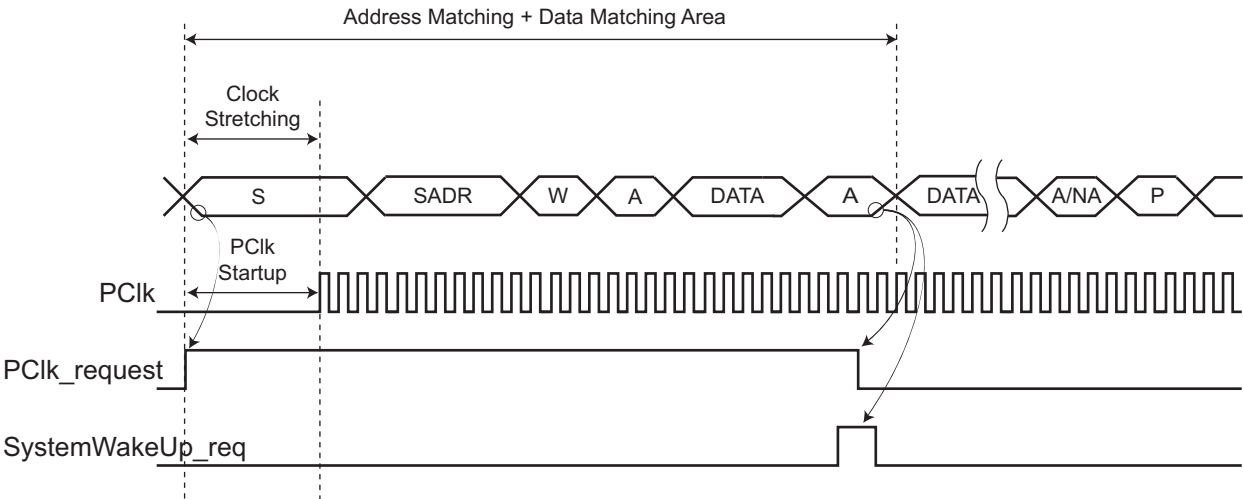 Address Matching + Data Matching Area
Clock
Stretching
S SADR W A DATA A DATA A/NA P
PClk
Startup
PClk
PClk_request
SystemWakeUp_req